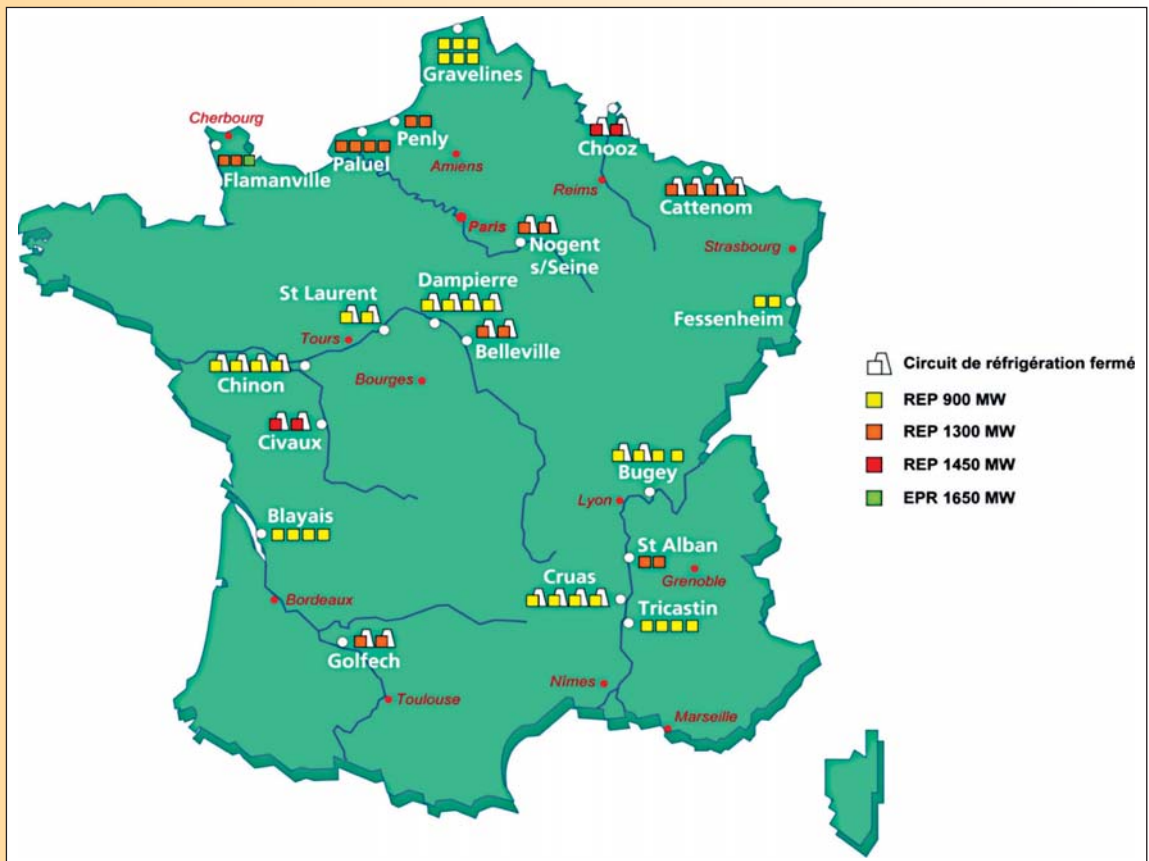 Gravelines
Cherbourg
Penly
Chooz
Paluel
Amiens
Flamanville
Reims
Cattenom
Paris
Nogent
s/Seine
Strasbourg
Dampierre
St Laurent
Fessenheim
Tours
Belleville
Chinon
Bourges
Civaux
Bugey
Lyon
Blayais
St Alban
Grenoble
Cruas
Bordeaux
Tricastin
Golfech
Nîmes
Toulouse
Marseille
Circuit de réfrigération fermé
REP 900 MW
REP 1300 MW
REP 1450 MW
EPR 1650 MW